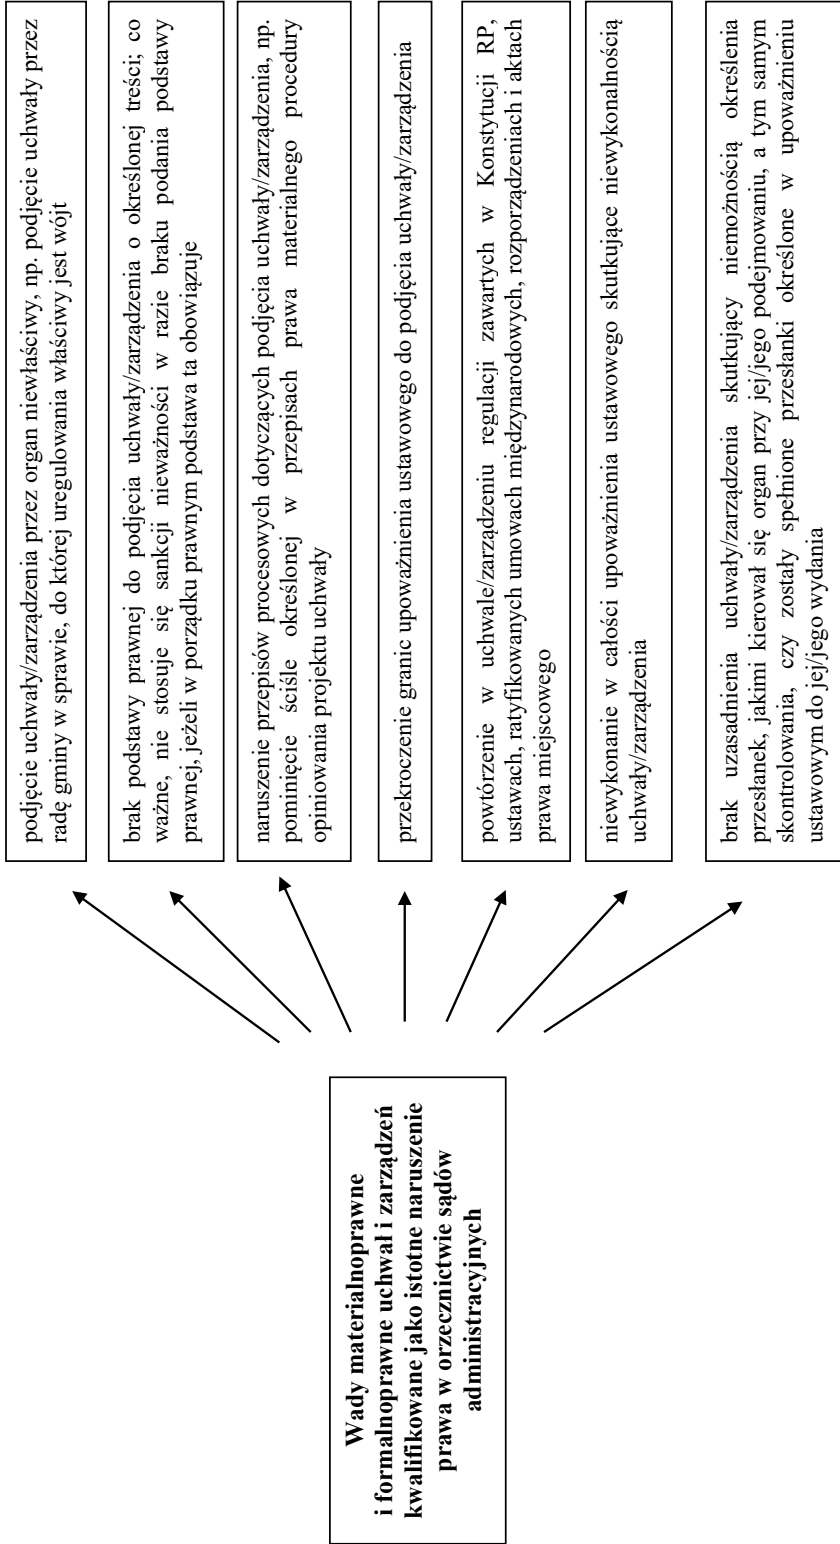 Wady materialnoprawne
i formalnoprawne uchwał i zarządzeń
kwalifikowane jako istotne naruszenie
prawa w orzecznictwie sądów
administracyjnych
podjęcie uchwały/zarządzenia przez organ niewłaściwy, np. podjęcie uchwały przez
radę gminy w sprawie, do której uregulowania właściwy jest wójt
brak podstawy prawnej do podjęcia uchwały/zarządzenia o określonej treści; co
ważne, nie stosuje się sankcji nieważności w razie braku podania podstawy
prawnej, jeżeli w porządku prawnym podstawa ta obowiązuje
naruszenie przepisów procesowych dotyczących podjęcia uchwały/zarządzenia, np.
pominięcie ściśle określonej w przepisach prawa materialnego procedury
opiniowania projektu uchwały
przekroczenie granic upoważnienia ustawowego do podjęcia uchwały/zarządzenia
powtórzenie w uchwale/zarządzeniu regulacji zawartych w Konstytucji RP,
ustawach, ratyfikowanych umowach międzynarodowych, rozporządzeniach i aktach
prawa miejscowego
niewykonanie w całości upoważnienia ustawowego skutkujące niewykonalnością
uchwały/zarządzenia
brak uzasadnienia uchwały/zarządzenia skutkujący niemożnością określenia
przesłanek, jakimi kierował się organ przy jej/jego podejmowaniu, a tym samym
skontrolowania, czy zostały spełnione przesłanki określone w upoważnieniu
ustawowym do jej/jego wydania